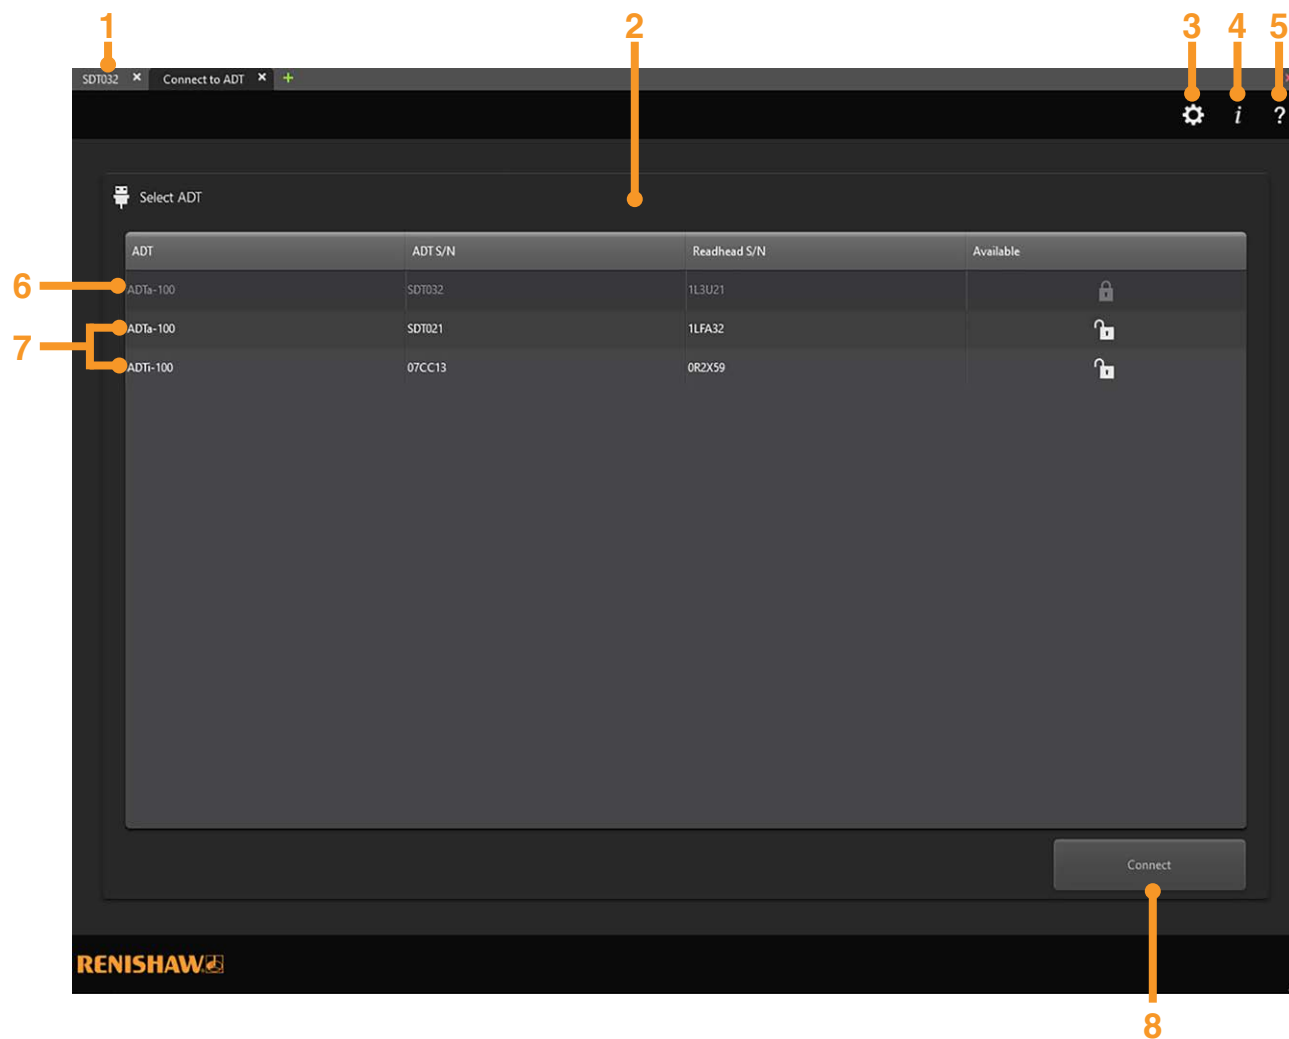 1 2 3 4 5
SDT032 × Connect to ADT × +
i ?
Select ADT
ADT ADT S/N Readhead S/N Available
6 ADTa-100 SDT032 1L3U21
ADTa-100 SDT021 1LFA32
7
ADTi-100 07CC13 0R2X59
Connect
RENISHAW
8